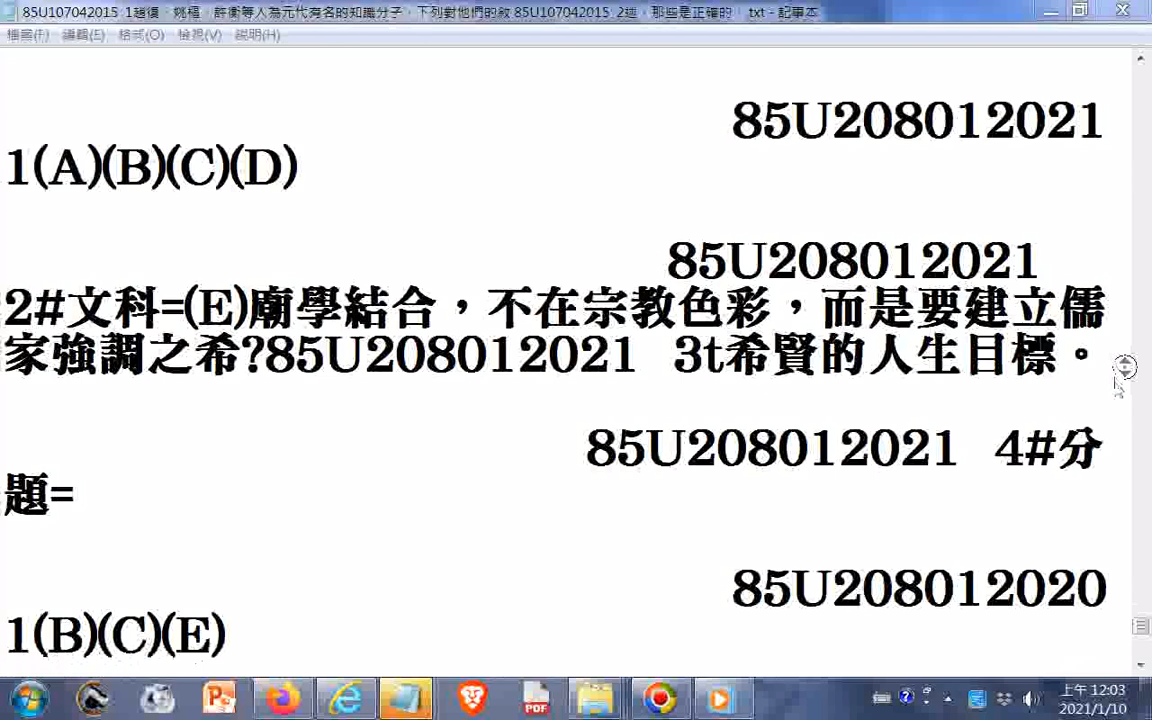 85U107042015: 1趙復、姚樞、許衡等人為元代有名的知識分子，下列對他們的敘 85U107042015: 2述，那些是正確的： txt - 記事本
檔案(F) 編輯(E) 格式(O) 檢視(V) 說明(H)
85U208012021
1(A)(B)(C)(D)
85U208012021
2#文科=(E)廟學結合，不在宗教色彩，而是要建立儒
家強調之希?85U208012021 3t希賢的人生目標。
85U208012021 4#分
題=
85U208012020
1(B)(C)(E)
上午 12:03
2021/1/10